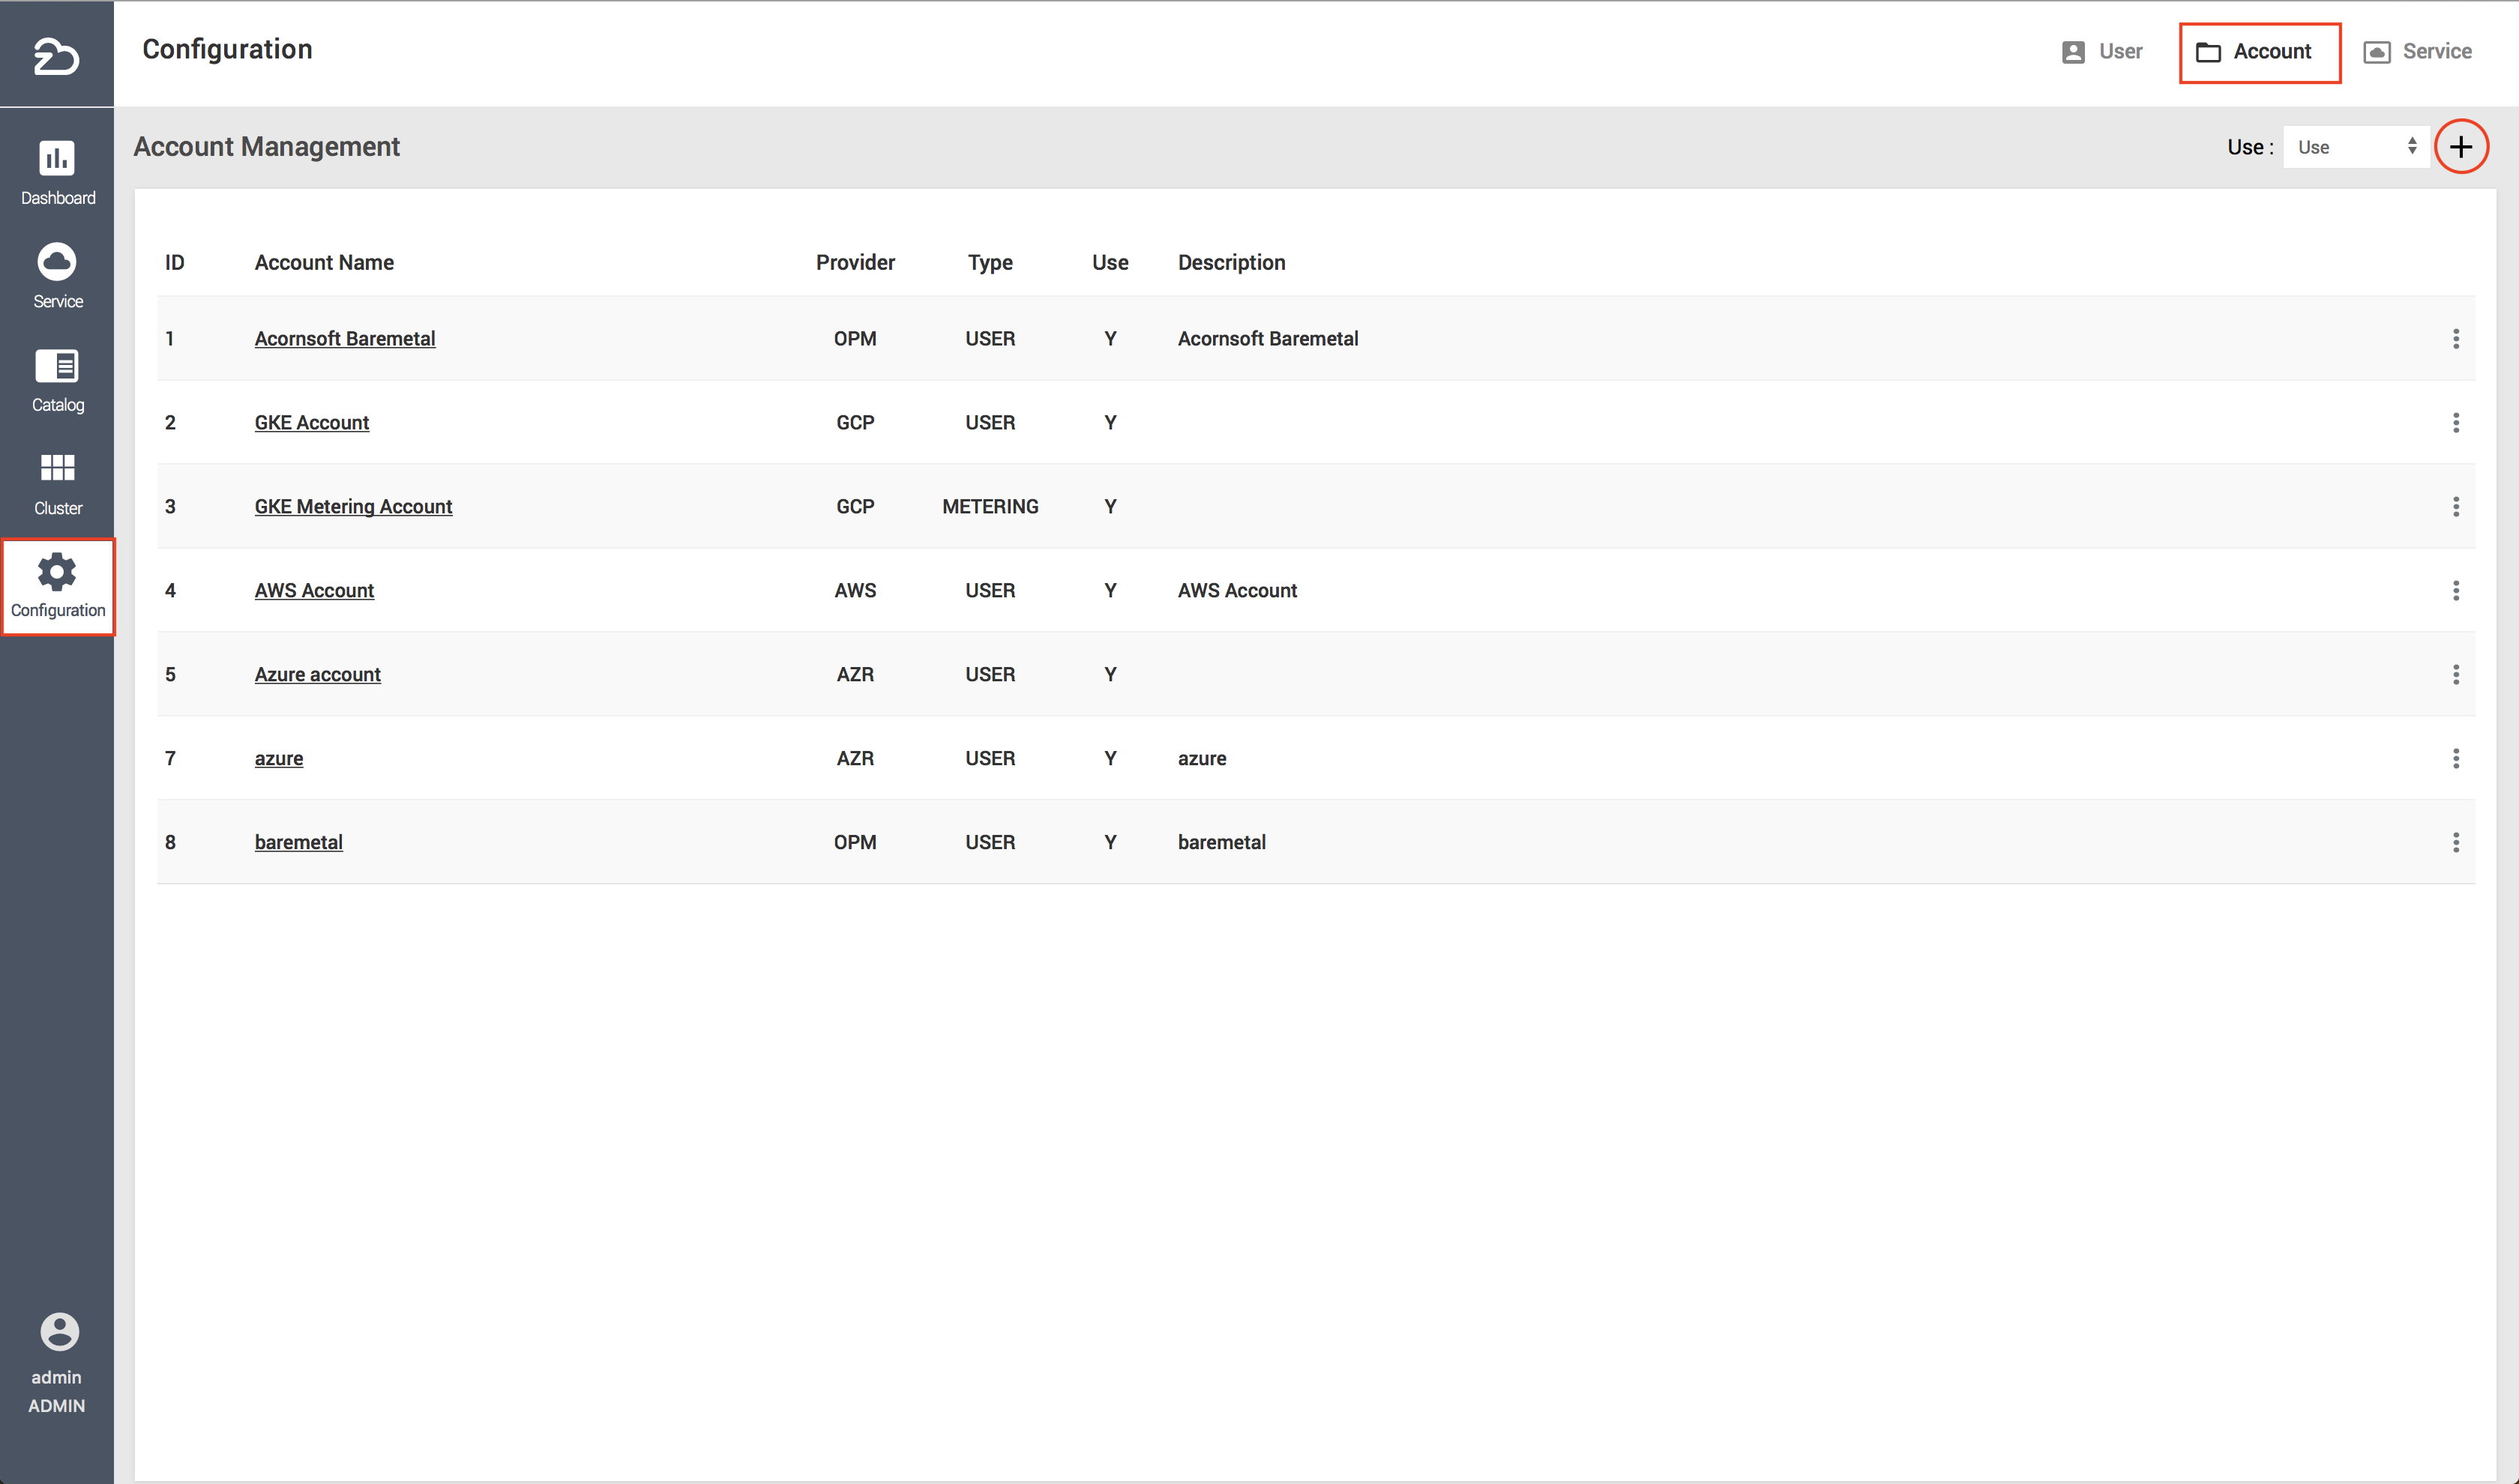 Configuration
User
Account
Service
Dashboard
Service
Catalog
Cluster
Configuration
admin
ADMIN
Account Management
Use : Use
ID Account Name Provider Type Use Description
1 Acornsoft Baremetal OPM USER Y Acornsoft Baremetal
2 GKE Account GCP USER Y
3 GKE Metering Account GCP METERING Y
4 AWS Account AWS USER Y AWS Account
5 Azure account AZR USER Y
7 azure AZR USER Y azure
8 baremetal OPM USER Y baremetal